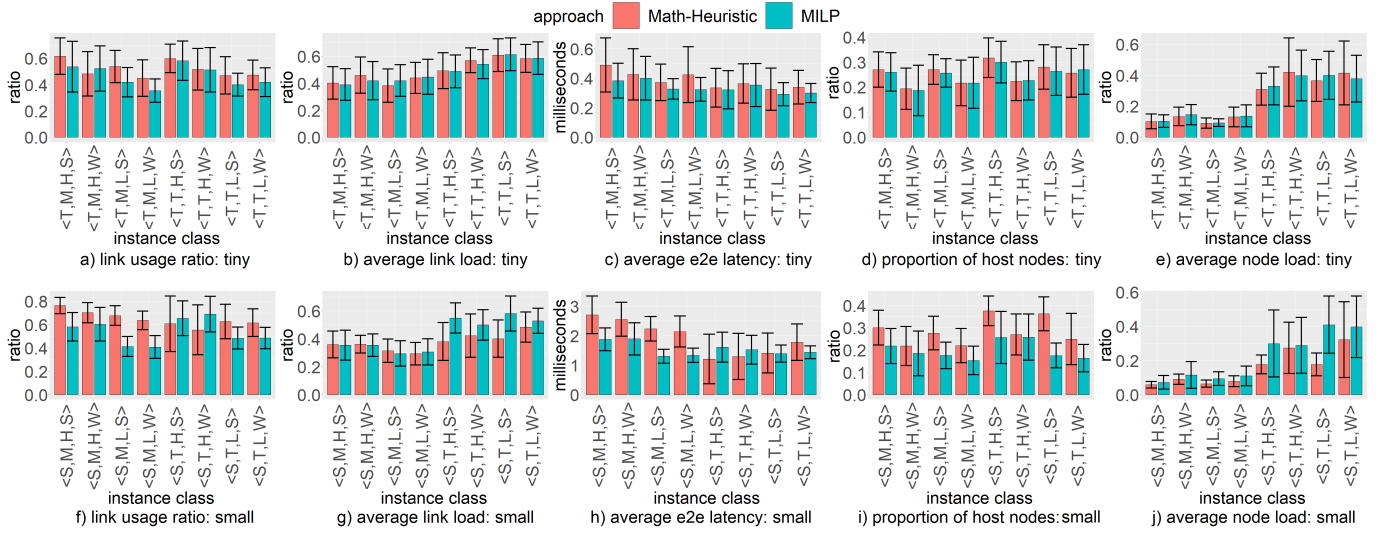 approach Math-Heuristic MILP
ratio
0.6
0.4
0.2
0.0
<T,M,H,S>
<T,M,H,W>
<T,M,L,S>
<T,M,L,W>
<T,T,H,S>
<T,T,H,W>
<T,T,L,S>
<T,T,L,W>
instance class
a) link usage ratio: tiny
ratio
0.6
0.4
0.2
0.0
<T,M,H,S>
<T,M,H,W>
<T,M,L,S>
<T,M,L,W>
<T,T,H,S>
<T,T,H,W>
<T,T,L,S>
<T,T,L,W>
instance class
b) average link load: tiny
milliseconds
0.6
0.4
0.2
0.0
<T,M,H,S>
<T,M,H,W>
<T,M,L,S>
<T,M,L,W>
<T,T,H,S>
<T,T,H,W>
<T,T,L,S>
<T,T,L,W>
instance class
c) average e2e latency: tiny
ratio
0.4
0.3
0.2
0.1
0.0
<T,M,H,S>
<T,M,H,W>
<T,M,L,S>
<T,M,L,W>
<T,T,H,S>
<T,T,H,W>
<T,T,L,S>
<T,T,L,W>
instance class
d) proportion of host nodes: tiny
ratio
0.6
0.4
0.2
0.0
<T,M,H,S>
<T,M,H,W>
<T,M,L,S>
<T,M,L,W>
<T,T,H,S>
<T,T,H,W>
<T,T,L,S>
<T,T,L,W>
instance class
e) average node load: tiny
ratio
0.8
0.6
0.4
0.2
0.0
<S,M,H,S>
<S,M,H,W>
<S,M,L,S>
<S,M,L,W>
<S,T,H,S>
<S,T,H,W>
<S,T,L,S>
<S,T,L,W>
instance class
f) link usage ratio: small
ratio
0.6
0.4
0.2
0.0
<S,M,H,S>
<S,M,H,W>
<S,M,L,S>
<S,M,L,W>
<S,T,H,S>
<S,T,H,W>
<S,T,L,S>
<S,T,L,W>
instance class
g) average link load: small
milliseconds
3
2
1
0
<S,M,H,S>
<S,M,H,W>
<S,M,L,S>
<S,M,L,W>
<S,T,H,S>
<S,T,H,W>
<S,T,L,S>
<S,T,L,W>
instance class
h) average e2e latency: small
ratio
0.4
0.3
0.2
0.1
0.0
<S,M,H,S>
<S,M,H,W>
<S,M,L,S>
<S,M,L,W>
<S,T,H,S>
<S,T,H,W>
<S,T,L,S>
<S,T,L,W>
instance class
i) proportion of host nodes:small
ratio
0.6
0.4
0.2
0.0
<S,M,H,S>
<S,M,H,W>
<S,M,L,S>
<S,M,L,W>
<S,T,H,S>
<S,T,H,W>
<S,T,L,S>
<S,T,L,W>
instance class
j) average node load: small